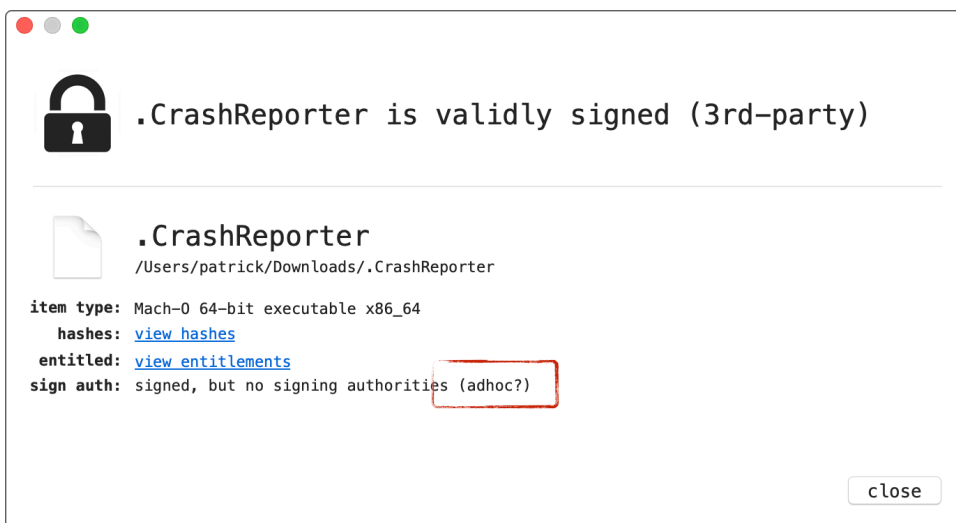 .CrashReporter is validly signed (3rd-party)
.CrashReporter
/Users/patrick/Downloads/.CrashReporter
item type: Mach-O 64-bit executable x86_64
hashes: view hashes
entitled: view entitlements
sign auth: signed, but no signing authorities (adhoc?)
close